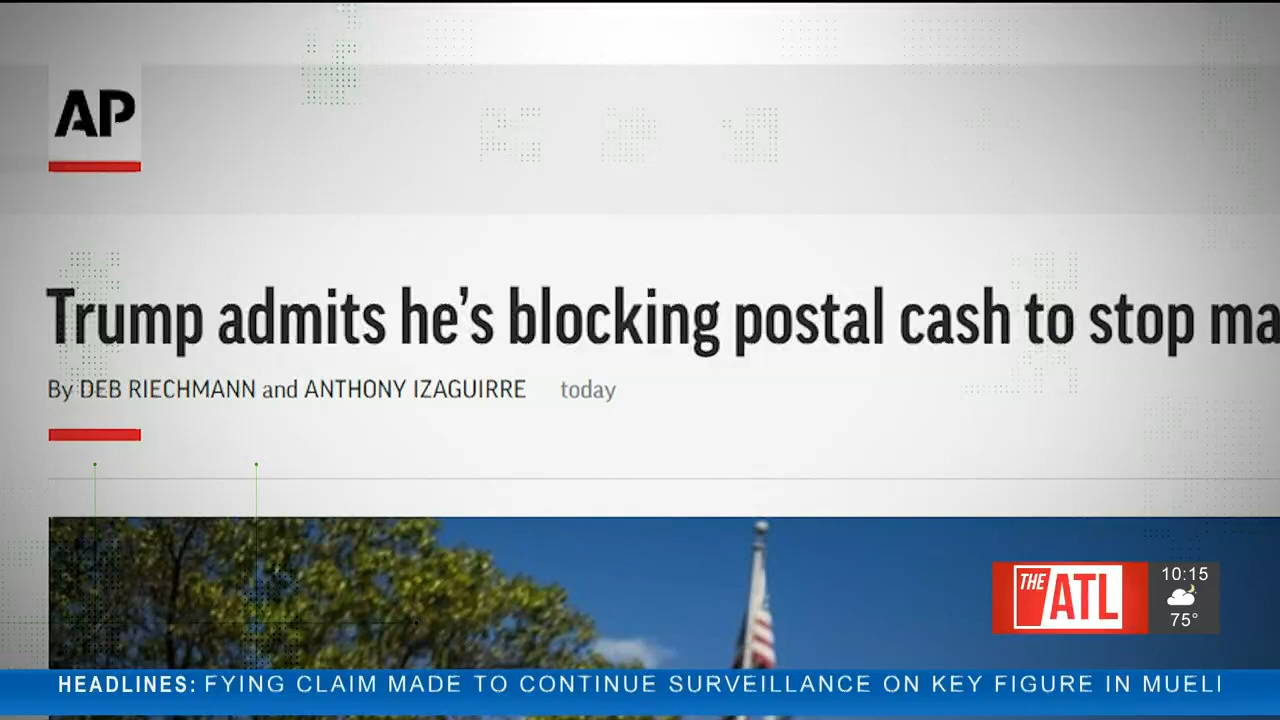 AP
Trump admits he's blocking postal cash to stop ma
By DEB RIECHMANN and ANTHONY IZAGUIRRE today
THE ATL
10:15
75°
HEADLINES: FYING CLAIM MADE TO CONTINUE SURVEILLANCE ON KEY FIGURE IN MUELI